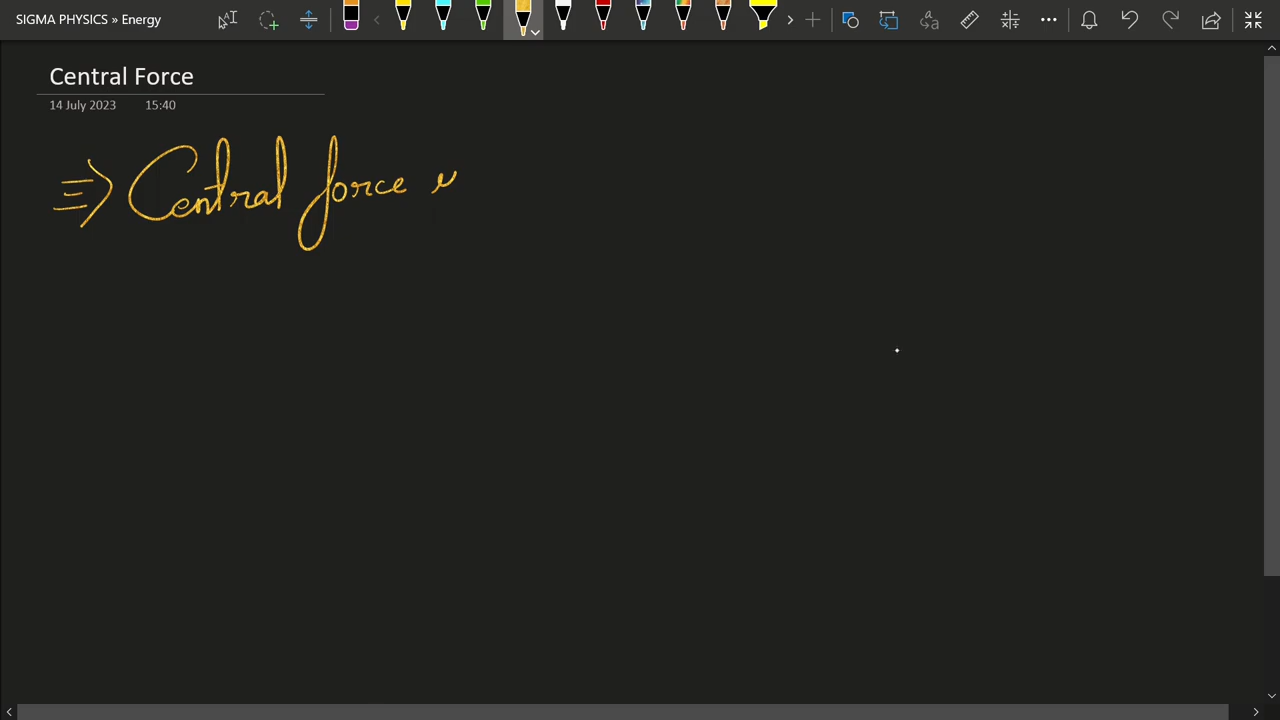 SIGMA PHYSICS » Energy
Central Force
14 July 2023 15:40
⇒ Central force